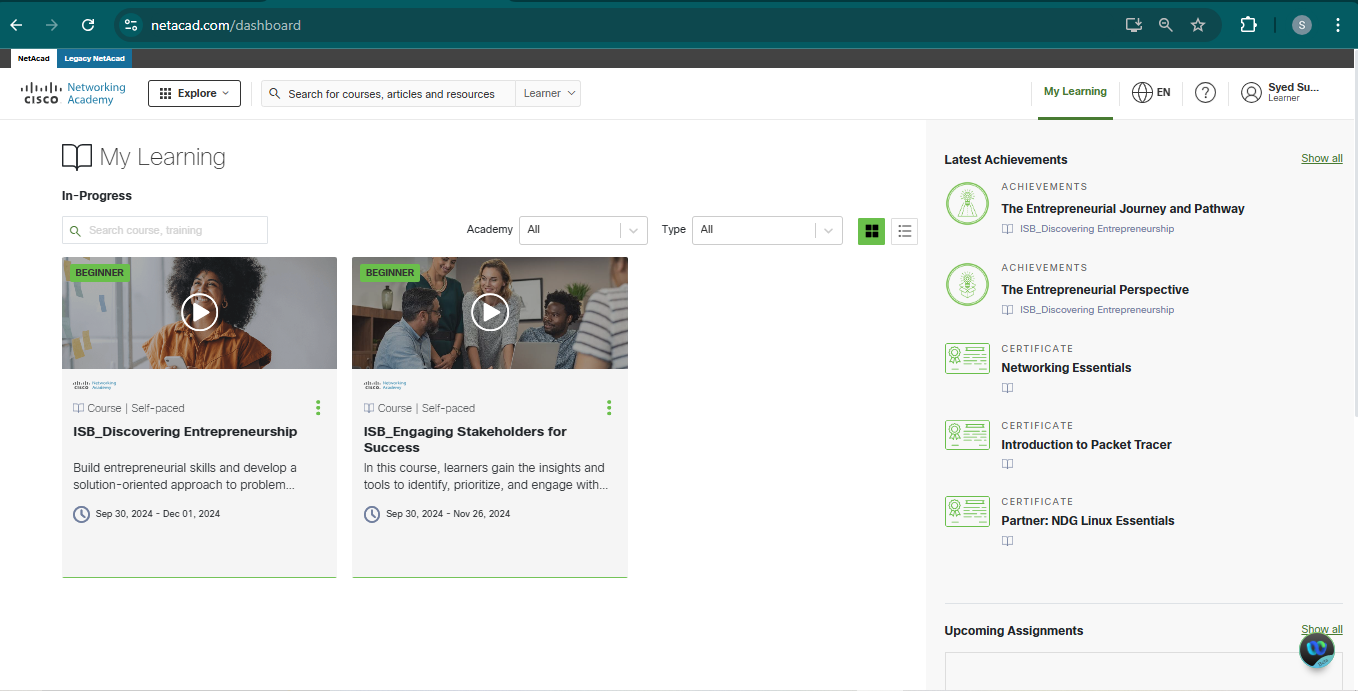 netacad.com/dashboard
S
NetAcad
Legacy NetAcad
CISCO
Networking
Academy
Explore
Search for courses, articles and resources
Learner
My Learning
EN
?
Syed Su...
Learner
My Learning
In-Progress
Search course, training
Academy
All
Type
All
BEGINNER
CISCO
Networking
Academy
Course | Self-paced
ISB_Discovering Entrepreneurship
Build entrepreneurial skills and develop a
solution-oriented approach to problem...
Sep 30, 2024 - Dec 01, 2024
BEGINNER
CISCO
Networking
Academy
Course | Self-paced
ISB_Engaging Stakeholders for
Success
In this course, learners gain the insights and
tools to identify, prioritize, and engage with...
Sep 30, 2024 - Nov 26, 2024
Latest Achievements
Show all
ACHIEVEMENTS
The Entrepreneurial Journey and Pathway
ISB_Discovering Entrepreneurship
ACHIEVEMENTS
The Entrepreneurial Perspective
ISB_Discovering Entrepreneurship
CERTIFICATE
Networking Essentials
CERTIFICATE
Introduction to Packet Tracer
CERTIFICATE
Partner: NDG Linux Essentials
Upcoming Assignments
Show all